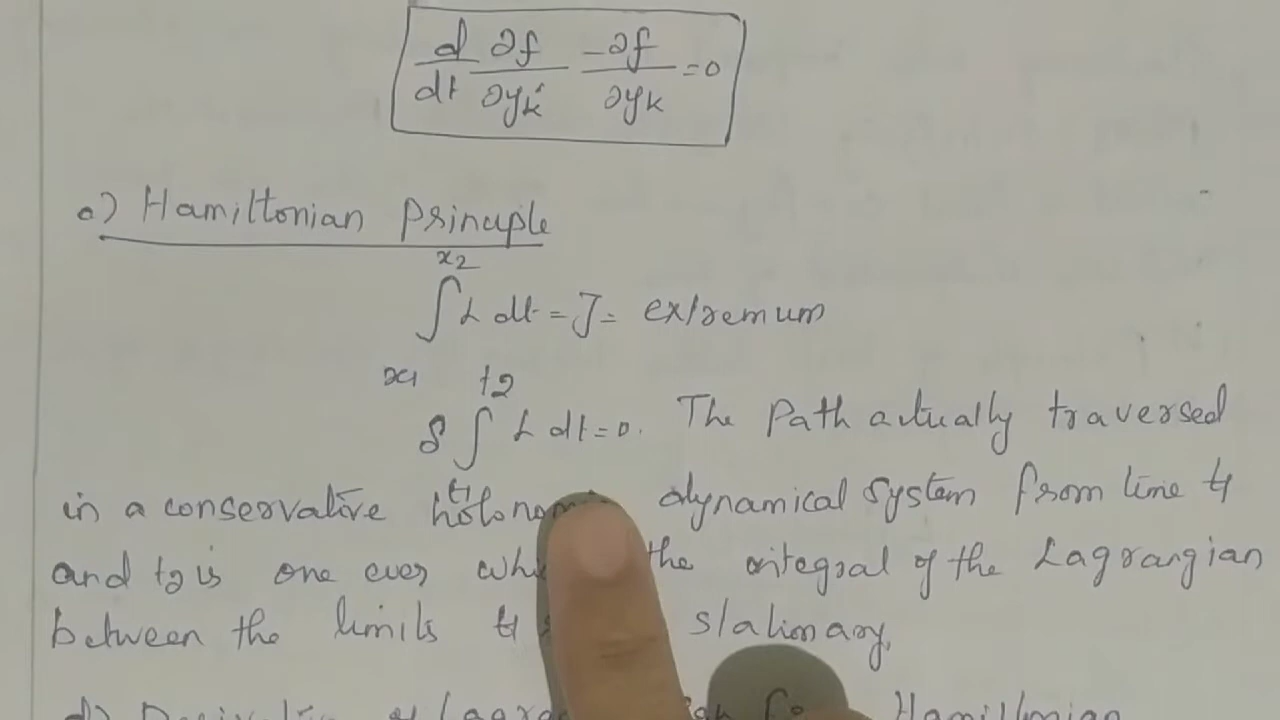 d/dt ∂f/∂yk' - ∂f/∂yk = 0
c) Hamiltonian Principle
∫x1^x2 L dt = J = extremum
δ∫t1^t2 L dt = 0. The Path actually traversed
in a conservative dynamical system from time t1
and t2 is one over the integral of the Lagrangian
between the limits t1 stationary.
d) Hamiltonian